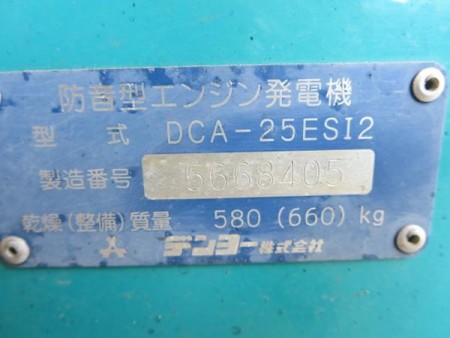 防音型エンジン発電機
型 式 DCA-25ESI2
製造番号 5668405
乾燥(整備)質量 580 (660) kg
デンヨー株式会社